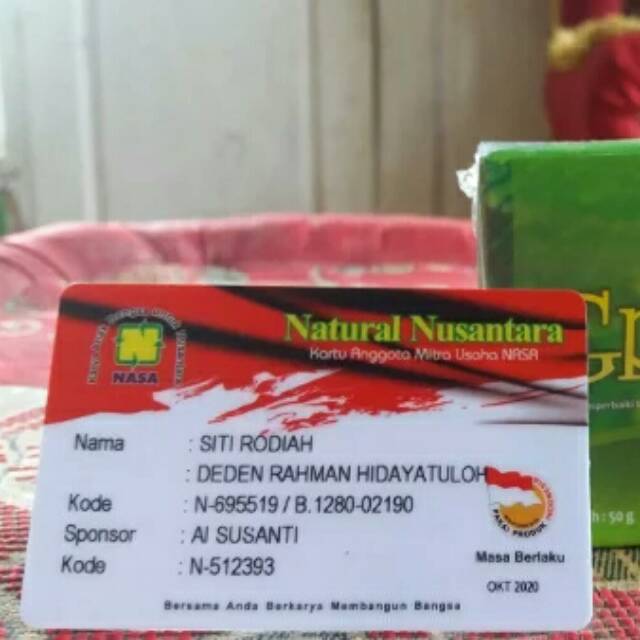 Natural Nusantara
Kartu Anggota Mitra Usaha NASA
NASA
Nama : SITI RODIAH
: DEDEN RAHMAN HIDAYATULOH
Kode : N-695519 / B.1280-02190
Sponsor : AI SUSANTI
Kode : N-512393
PAKAI PRODUK
Masa Berlaku
OKT 2020
Bersama Anda Berkarya Membangun Bangsa
: 50 g